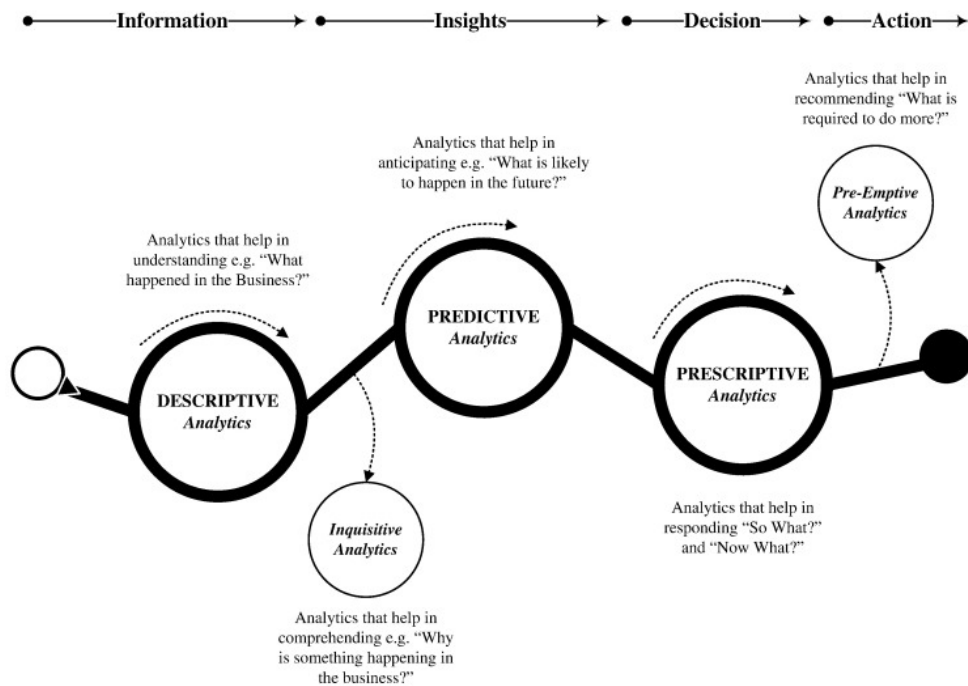 Information Insights Decision Action
Analytics that help in
recommending “What is
required to do more?”
Analytics that help in
anticipating e.g. “What is likely
to happen in the future?”
Pre-Emptive
Analytics
Analytics that help in
understanding e.g. “What
happened in the Business?”
PREDICTIVE
Analytics
PRESCRIPTIVE
Analytics
DESCRIPTIVE
Analytics
Inquisitive
Analytics
Analytics that help in
responding “So What?”
and “Now What?”
Analytics that help in
comprehending e.g. “Why
is something happening in
the business?”